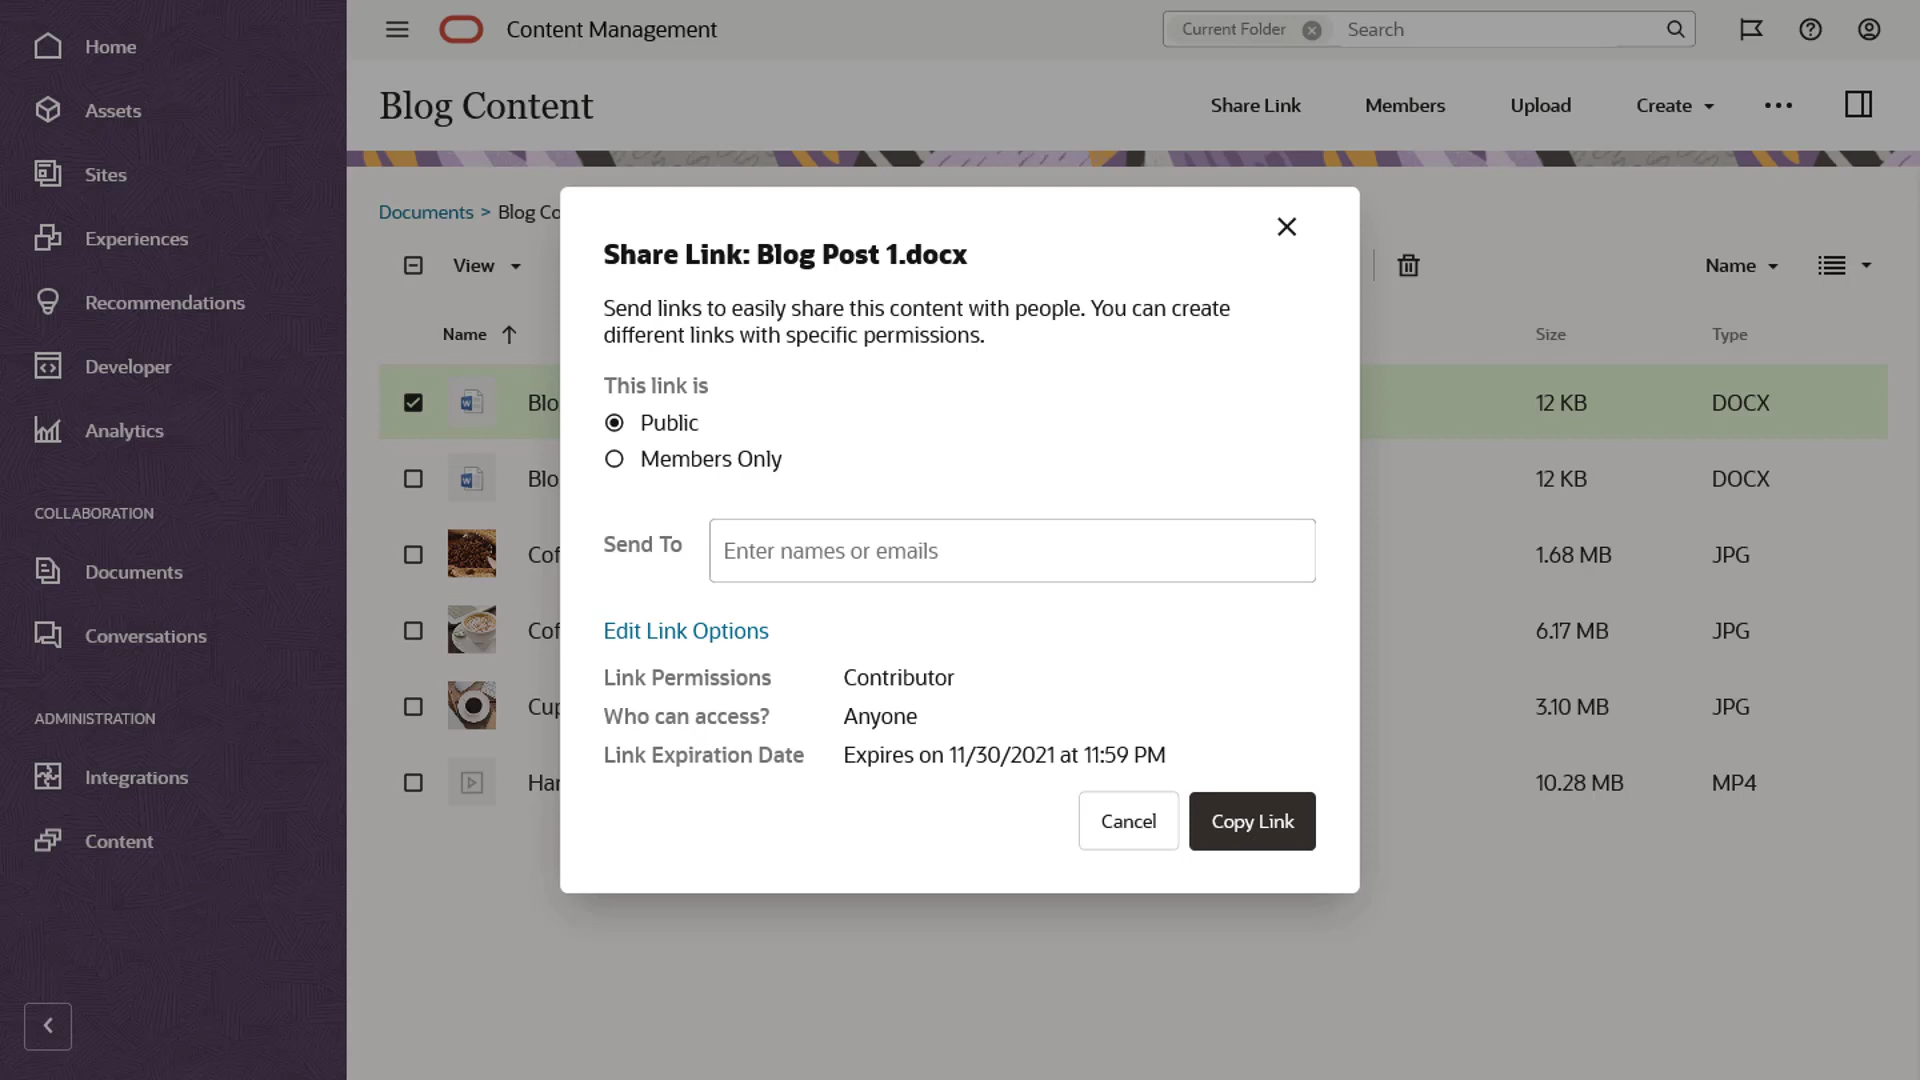 Home
Assets
Sites
Experiences
Recommendations
Developer
Analytics
COLLABORATION
Documents
Conversations
ADMINISTRATION
Integrations
Content
Content Management
Current Folder
Search
Blog Content
Share Link
Members
Upload
Create
Documents > Blog Co
View
Name
Name
Size
Type
Blo
12 KB
DOCX
Blo
12 KB
DOCX
Cof
1.68 MB
JPG
Cof
6.17 MB
JPG
Cup
3.10 MB
JPG
Har
10.28 MB
MP4
Share Link: Blog Post 1.docx
Send links to easily share this content with people. You can create
different links with specific permissions.
This link is
Public
Members Only
Send To
Enter names or emails
Edit Link Options
Link Permissions Contributor
Who can access? Anyone
Link Expiration Date Expires on 11/30/2021 at 11:59 PM
Cancel
Copy Link